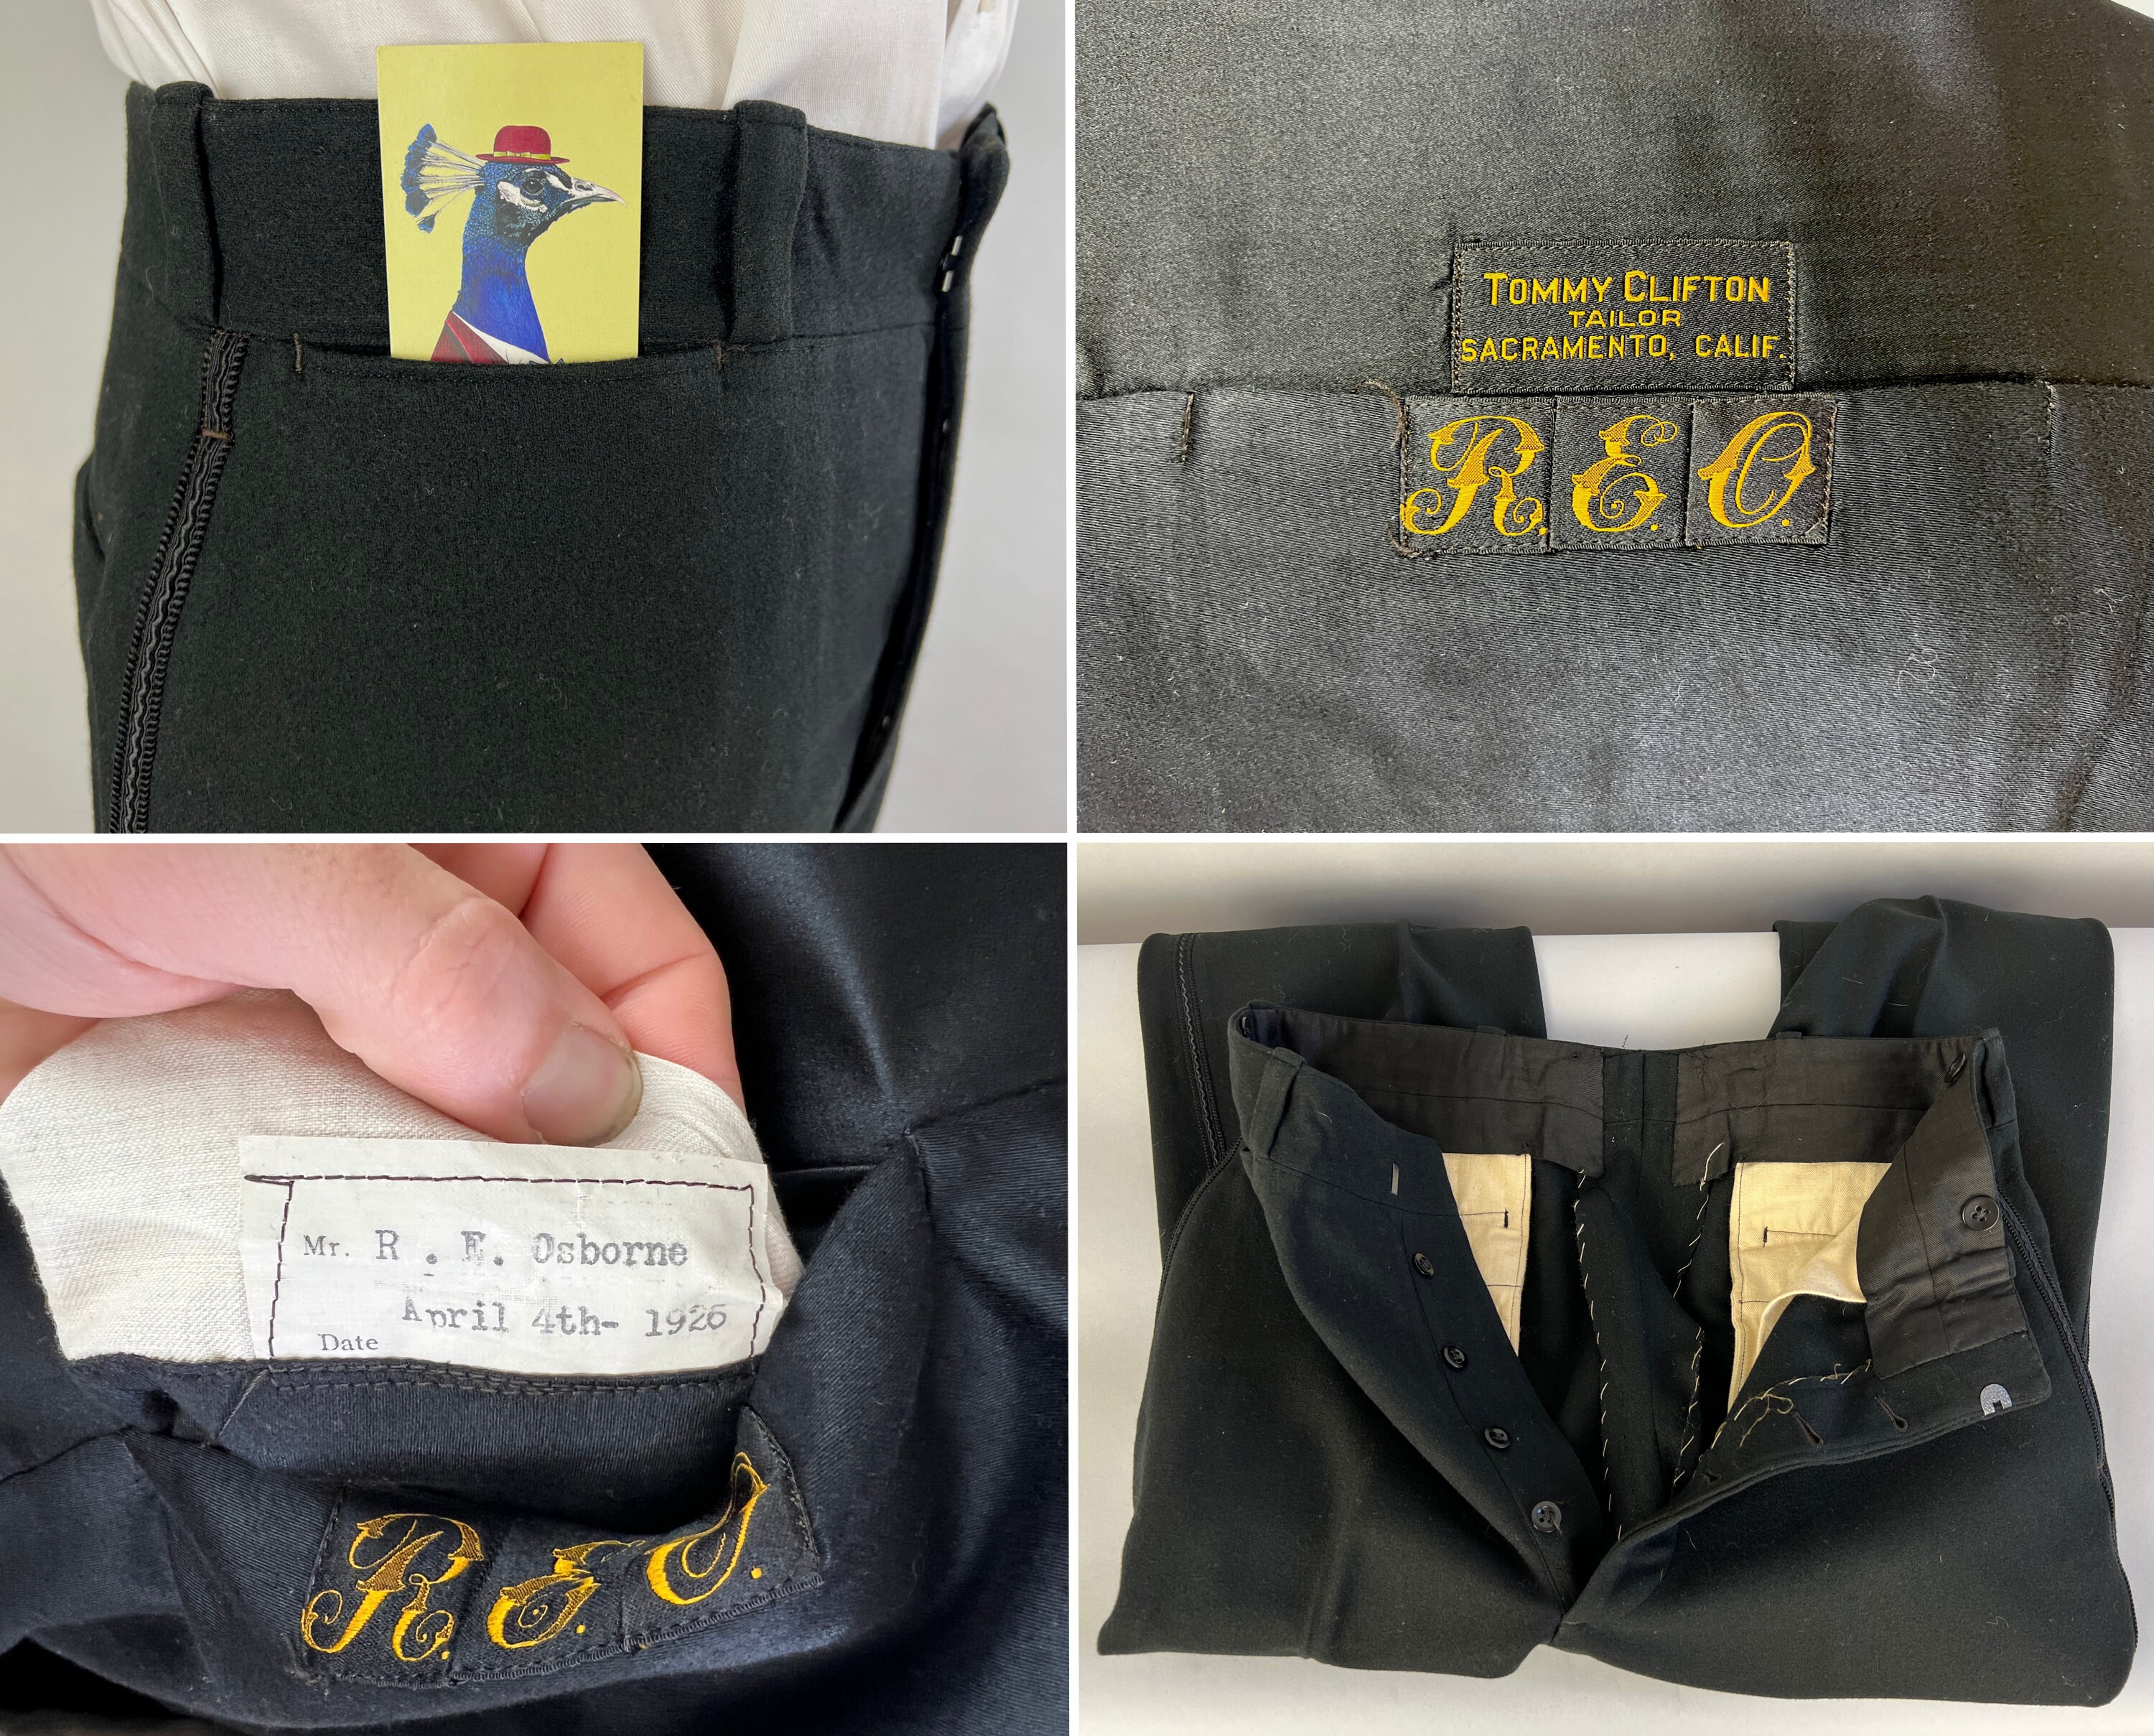 TOMMY CLIFTON
TAILOR
SACRAMENTO, CALIF.
R. E. O.
Mr. R. E. Osborne
April 4th- 1926
Date
R. E. O.